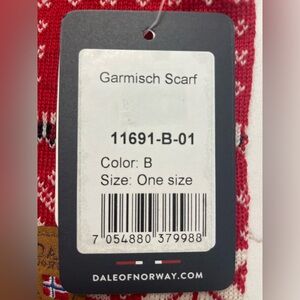 Garmisch Scarf
11691-B-01
Color: B
Size: One size
7 054880 379988
DALEOFNORWAY.COM